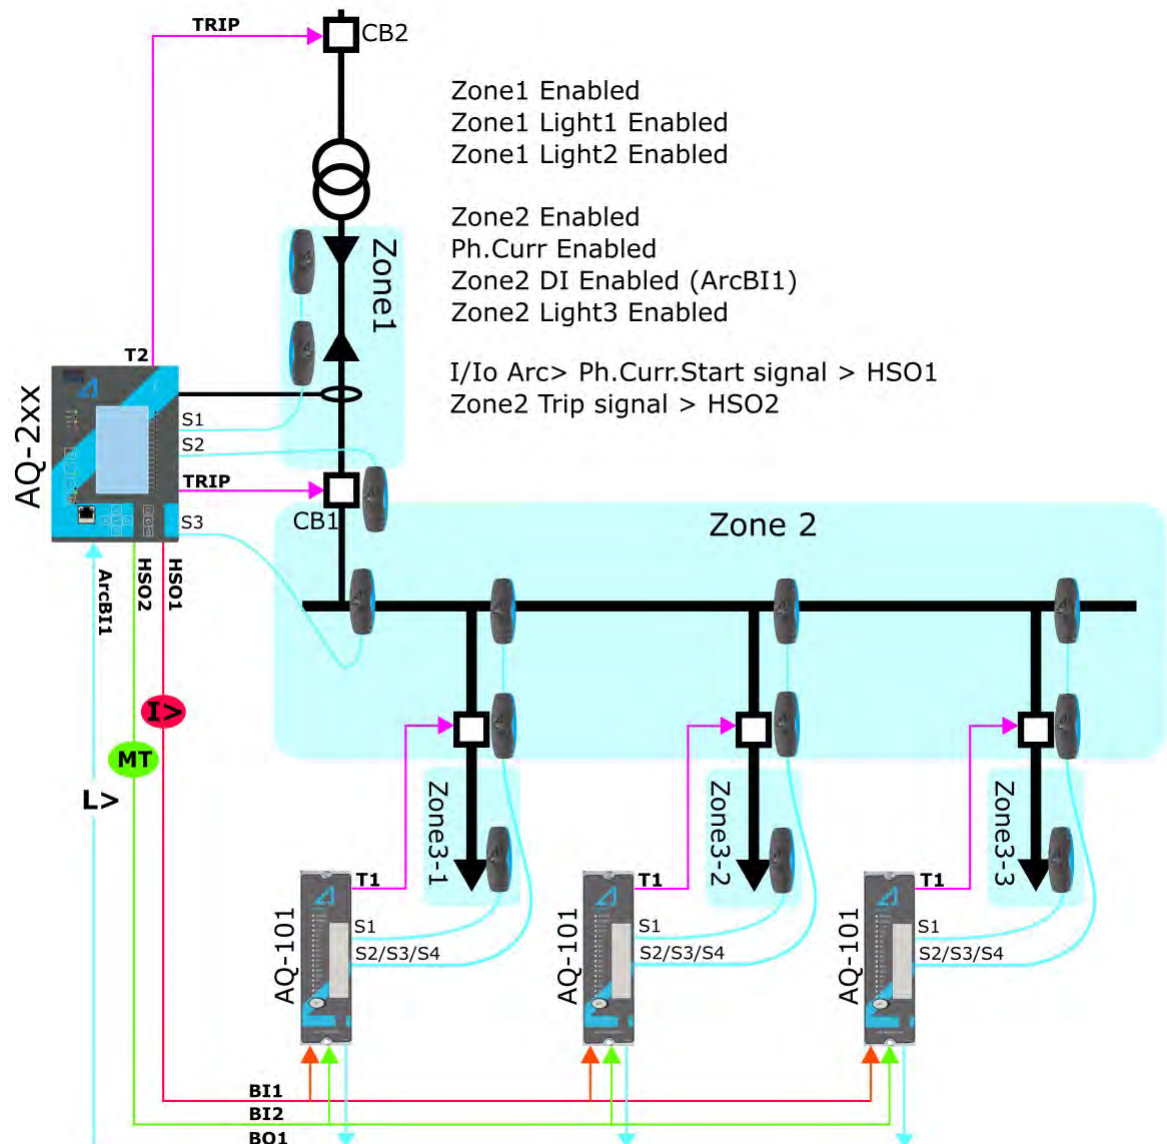 TRIP
CB2
Zone1 Enabled
Zone1 Light1 Enabled
Zone1 Light2 Enabled
Zone2 Enabled
Ph.Curr Enabled
Zone2 DI Enabled (ArcBI1)
Zone2 Light3 Enabled
I/Io Arc> Ph.Curr.Start signal > HSO1
Zone2 Trip signal > HSO2
Zone1
T2
AQ-2xx
S1
S2
TRIP
S3
CB1
Zone 2
ArcBI1
HSO2
HSO1
I>
MT
L>
Zone3-1
Zone3-2
Zone3-3
T1
T1
T1
AQ-101
S1
S2/S3/S4
AQ-101
S1
S2/S3/S4
AQ-101
S1
S2/S3/S4
BI1
BI2
BO1